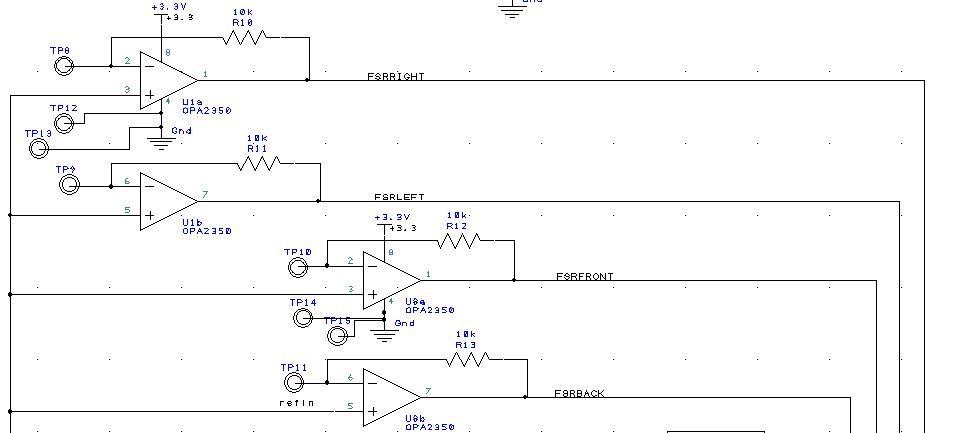 Gnd
+3.3V
+3.3
10k
R10
TP8
8
2
1
FSRRIGHT
3
4
U1a
OPA2350
TP12
Gnd
TP13
10k
R11
TP9
6
7
FSRLEFT
5
U1b
OPA2350
+3.3V
+3.3
10k
R12
TP10
8
2
1
FSRFRONT
3
4
TP14
OPA2350
TP15
Gnd
10k
R13
TP11
6
7
FSRBACK
refin
5
OPA2350